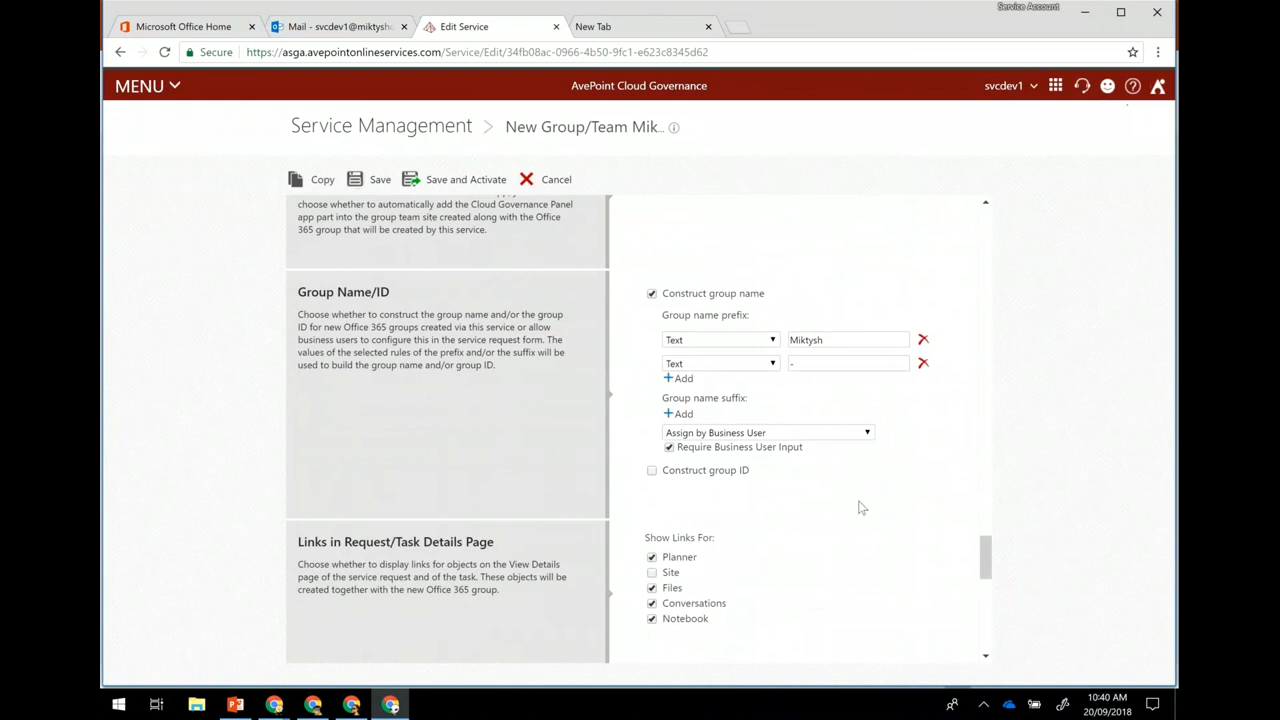 Service Account
Microsoft Office Home
Mail - svcdev1@miktysh
Edit Service
New Tab
Secure
https://asga.avepointonlineservices.com/Service/Edit/34fb08ac-0966-4b50-9fc1-e623c8345d62
MENU
AvePoint Cloud Governance
svcdev1
Service Management > New Group/Team Mik...
Copy
Save
Save and Activate
Cancel
choose whether to automatically add the Cloud Governance Panel
app part into the group team site created along with the Office
365 group that will be created by this service.
Group Name/ID
Choose whether to construct the group name and/or the group
ID for new Office 365 groups created via this service or allow
business users to configure this in the service request form. The
values of the selected rules of the prefix and/or the suffix will be
used to build the group name and/or group ID.
Construct group name
Group name prefix:
Text
Miktysh
Text
-
+Add
Group name suffix:
+Add
Assign by Business User
Require Business User Input
Construct group ID
Links in Request/Task Details Page
Choose whether to display links for objects on the View Details
page of the service request and of the task. These objects will be
created together with the new Office 365 group.
Show Links For:
Planner
Site
Files
Conversations
Notebook
10:40 AM
20/09/2018